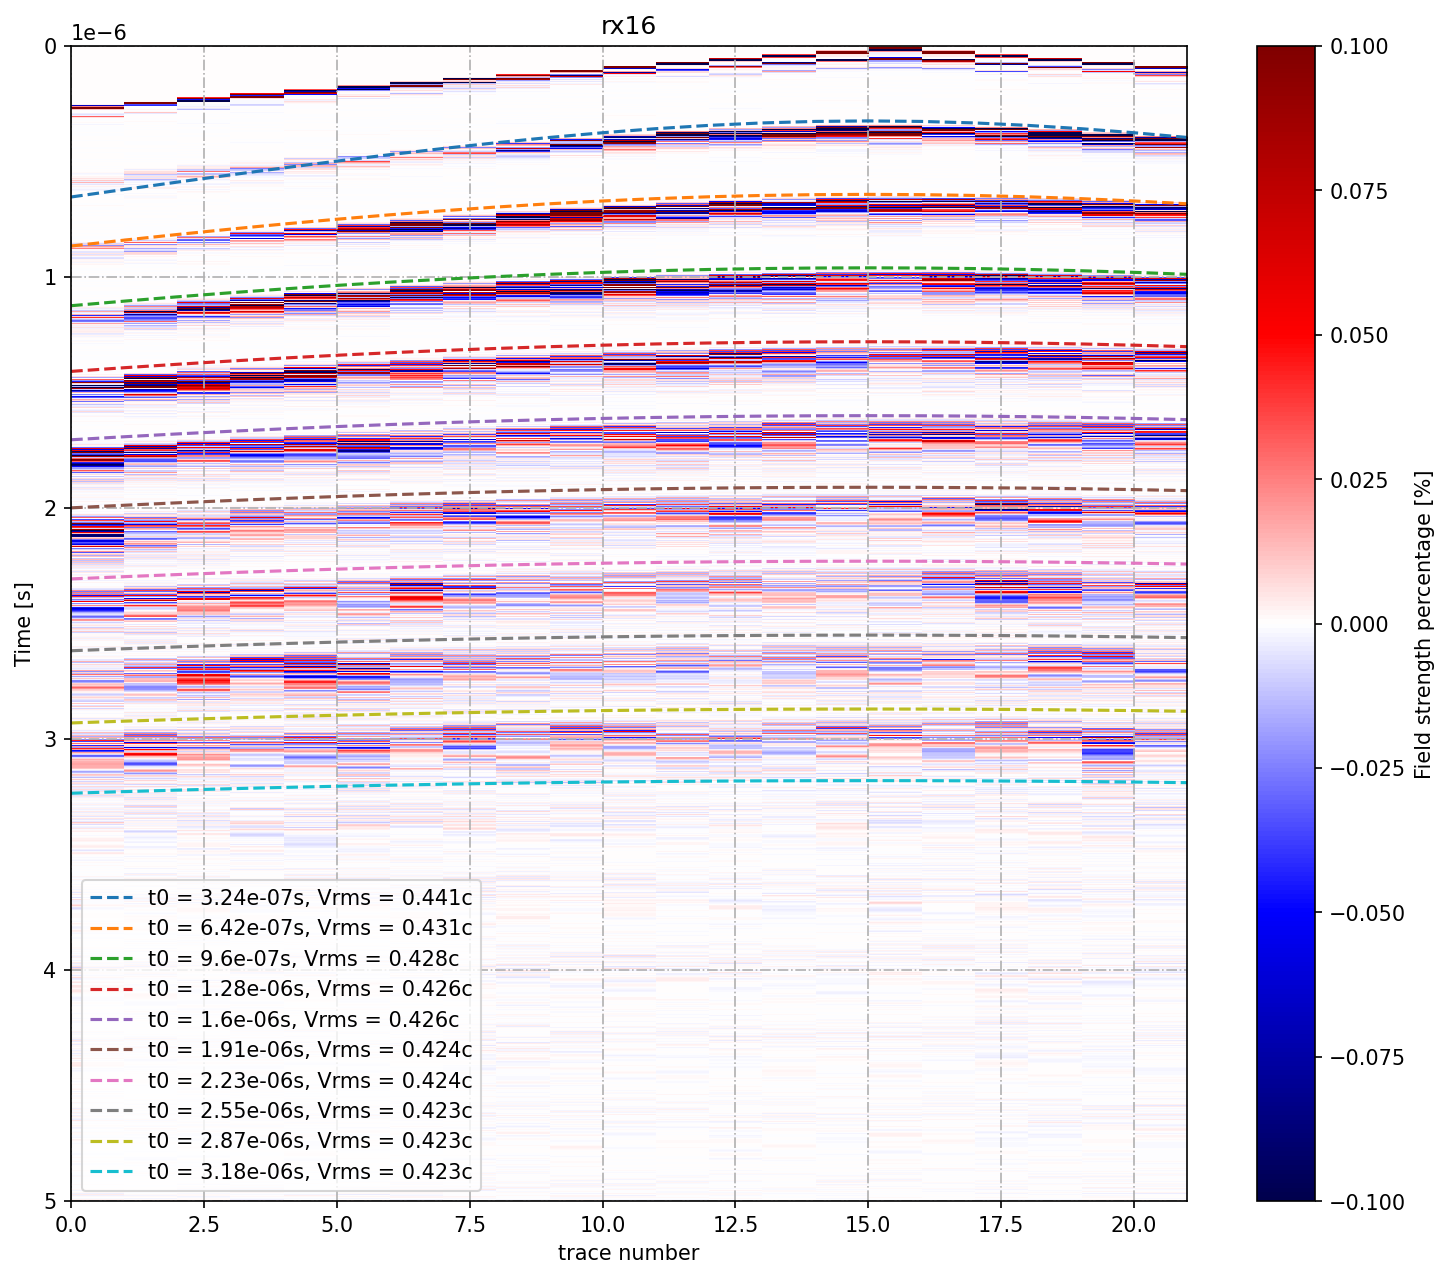 rx16
1e−6
0
1
2
3
4
5
Time [s]
0.0
2.5
5.0
7.5
10.0
12.5
15.0
17.5
20.0
trace number
t0 = 3.24e-07s, Vrms = 0.441c
t0 = 6.42e-07s, Vrms = 0.431c
t0 = 9.6e-07s, Vrms = 0.428c
t0 = 1.28e-06s, Vrms = 0.426c
t0 = 1.6e-06s, Vrms = 0.426c
t0 = 1.91e-06s, Vrms = 0.424c
t0 = 2.23e-06s, Vrms = 0.424c
t0 = 2.55e-06s, Vrms = 0.423c
t0 = 2.87e-06s, Vrms = 0.423c
t0 = 3.18e-06s, Vrms = 0.423c
0.100
0.075
0.050
0.025
0.000
−0.025
−0.050
−0.075
−0.100
Field strength percentage [%]